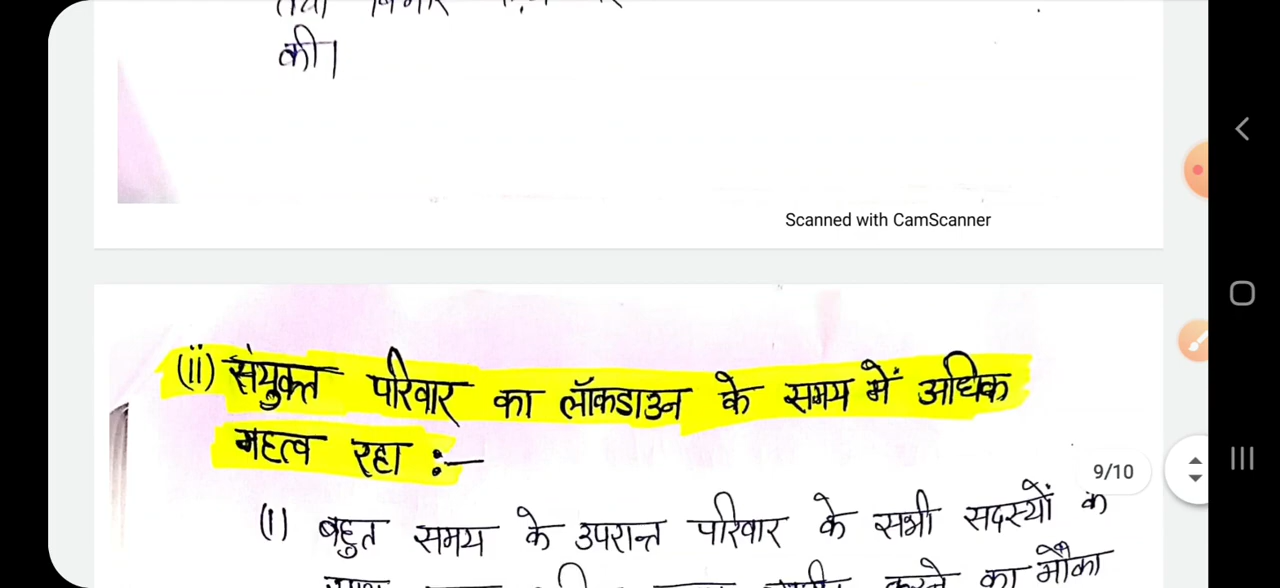 की।
Scanned with CamScanner
(ii) संयुक्त परिवार का लॉकडाउन के समय में अधिक
महत्व रहा :-
9/10
(1) बहुत समय के उपरान्त परिवार के सभी सदस्यों के
करने का मौका